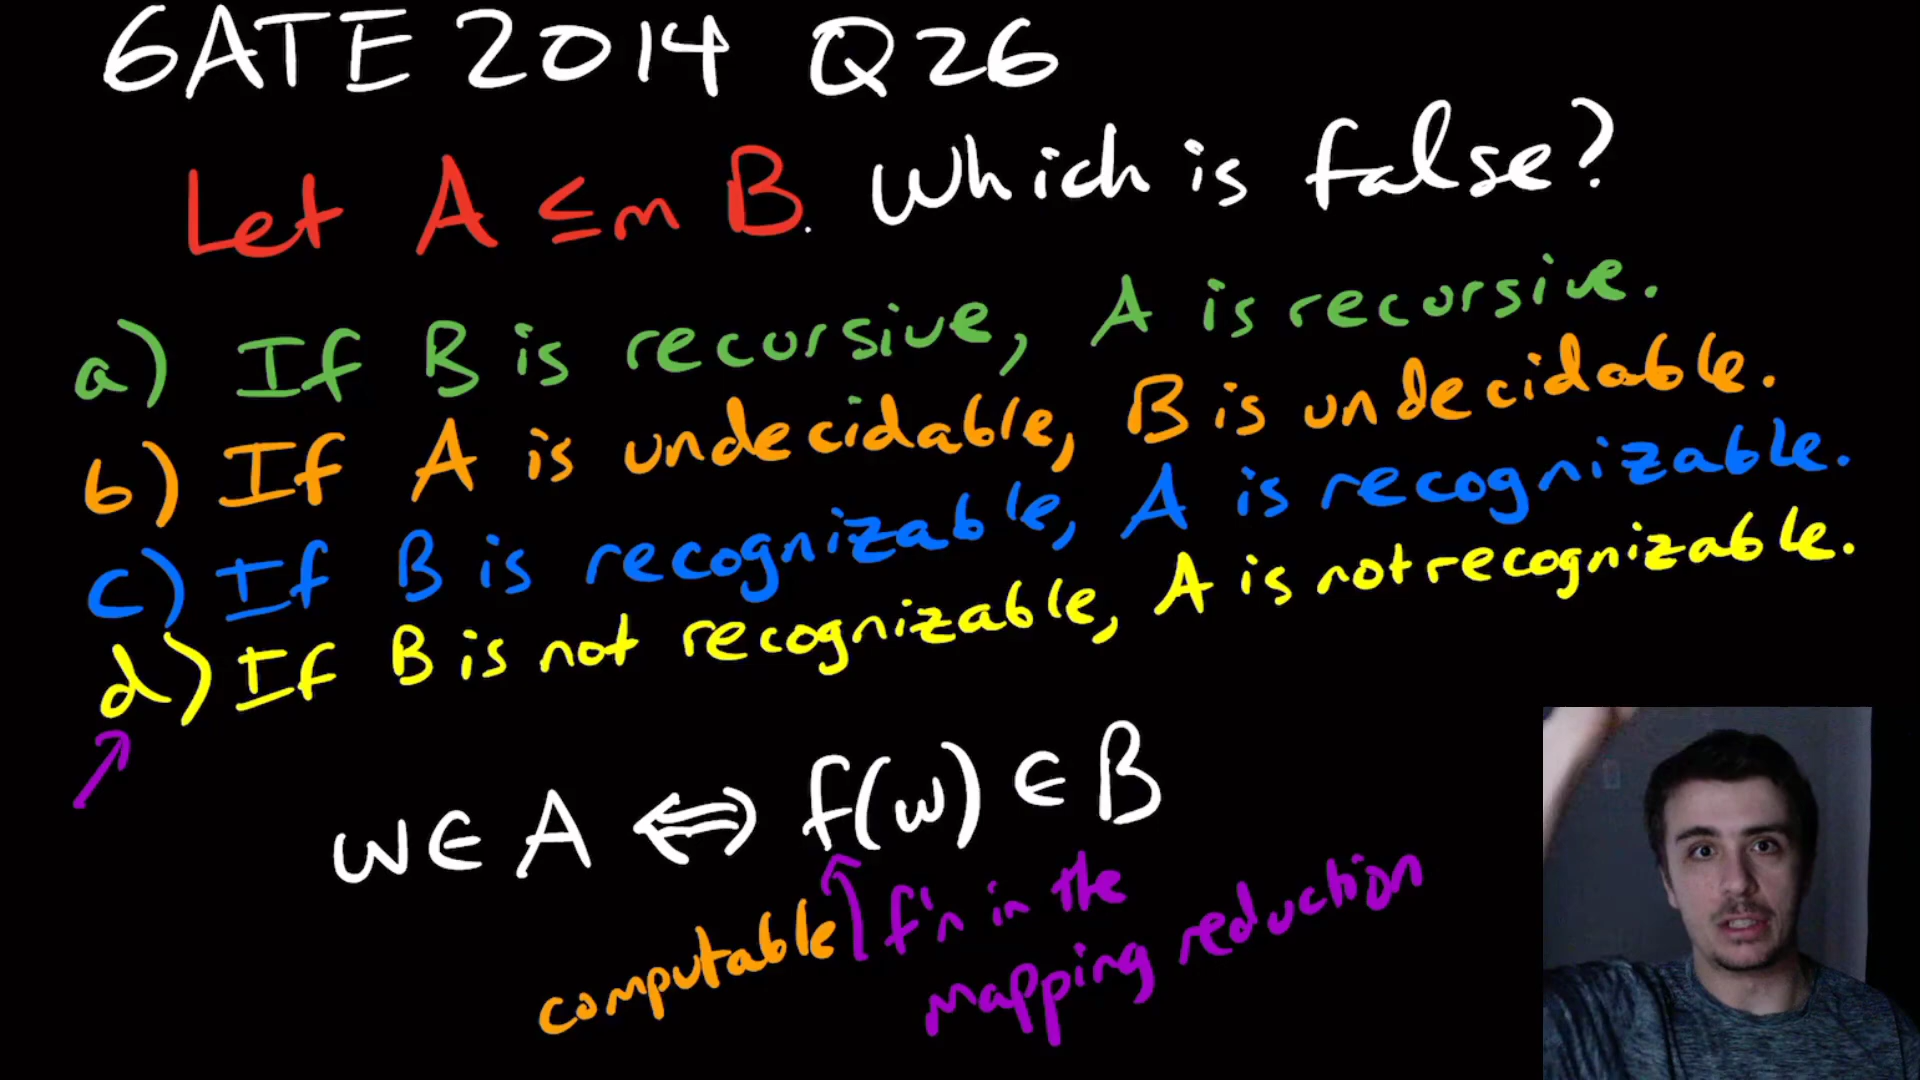 GATE 2014 Q26
Let A ≤m B. Which is false?
a) If B is recursive, A is recursive.
b) If A is undecidable, B is undecidable.
c) If B is recognizable, A is recognizable.
d) If B is not recognizable, A is not recognizable.
w ∈ A ⟺ f(w) ∈ B
computable f'n in the
mapping reduction